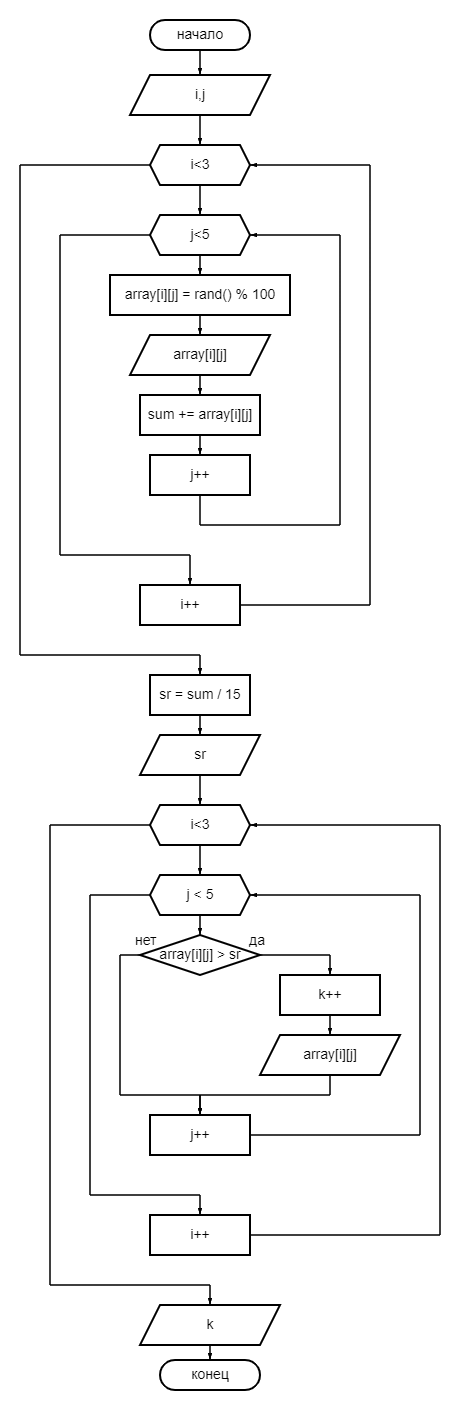 начало
i,j
i<3
j<5
array[i][j] = rand() % 100
array[i][j]
sum += array[i][j]
j++
i++
sr = sum / 15
sr
i<3
j < 5
нет
да
array[i][j] > sr
k++
array[i][j]
j++
i++
k
конец